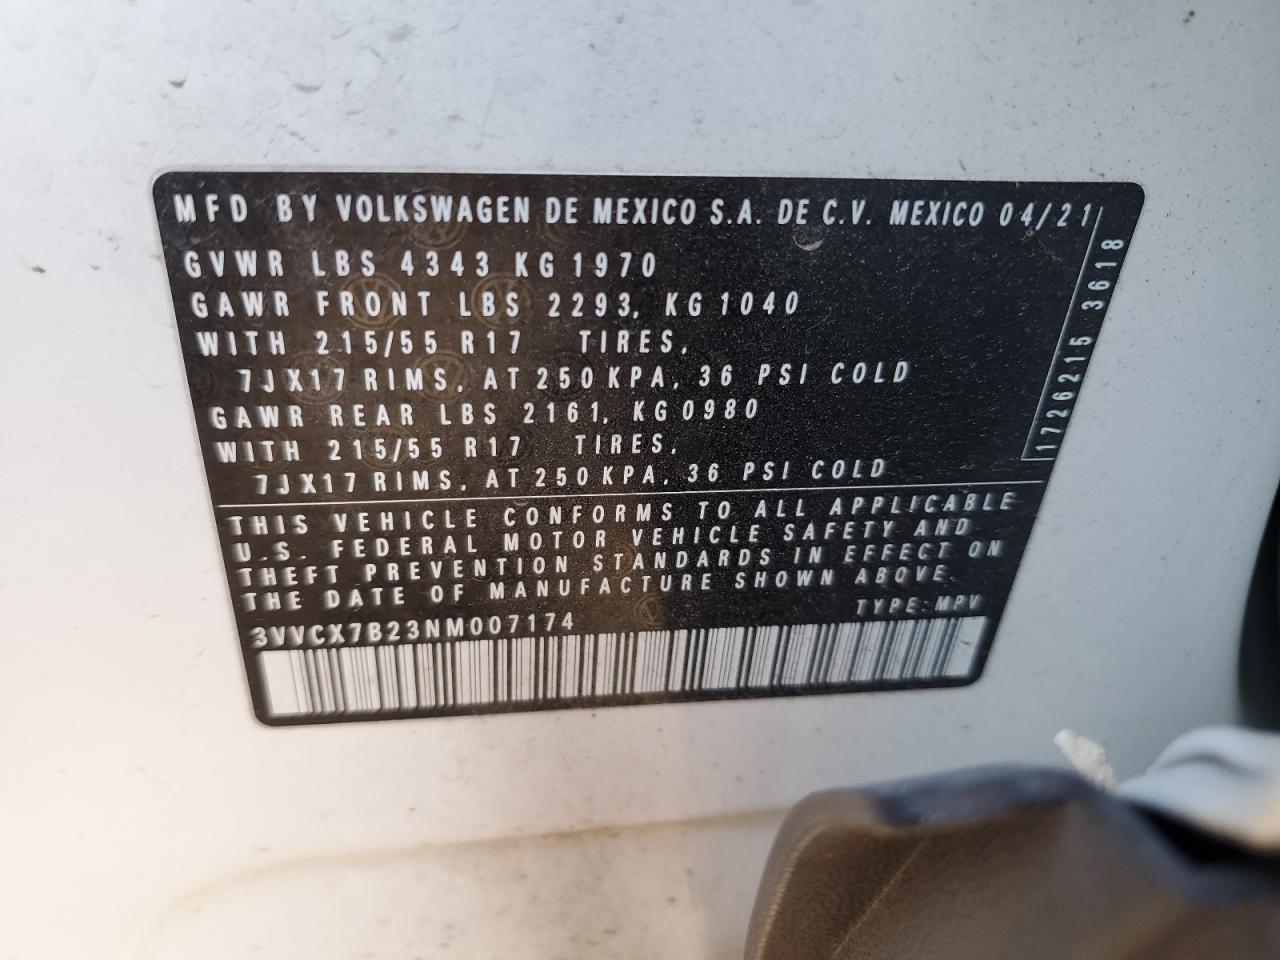 MFD BY VOLKSWAGEN DE MEXICO S.A. DE C.V. MEXICO 04/21
GVWR LBS 4343 KG 1970
GAWR FRONT LBS 2293, KG 1040
WITH 215/55 R17 TIRES,
7JX17 RIMS, AT 250 KPA, 36 PSI COLD
GAWR REAR LBS 2161, KG 0980
WITH 215/55 R17 TIRES,
7JX17 RIMS, AT 250 KPA, 36 PSI COLD
1726215 3618
THIS VEHICLE CONFORMS TO ALL APPLICABLE
U.S. FEDERAL MOTOR VEHICLE SAFETY AND
THEFT PREVENTION STANDARDS IN EFFECT ON
THE DATE OF MANUFACTURE SHOWN ABOVE.
TYPE: MPV
3VVCX7B23NM007174